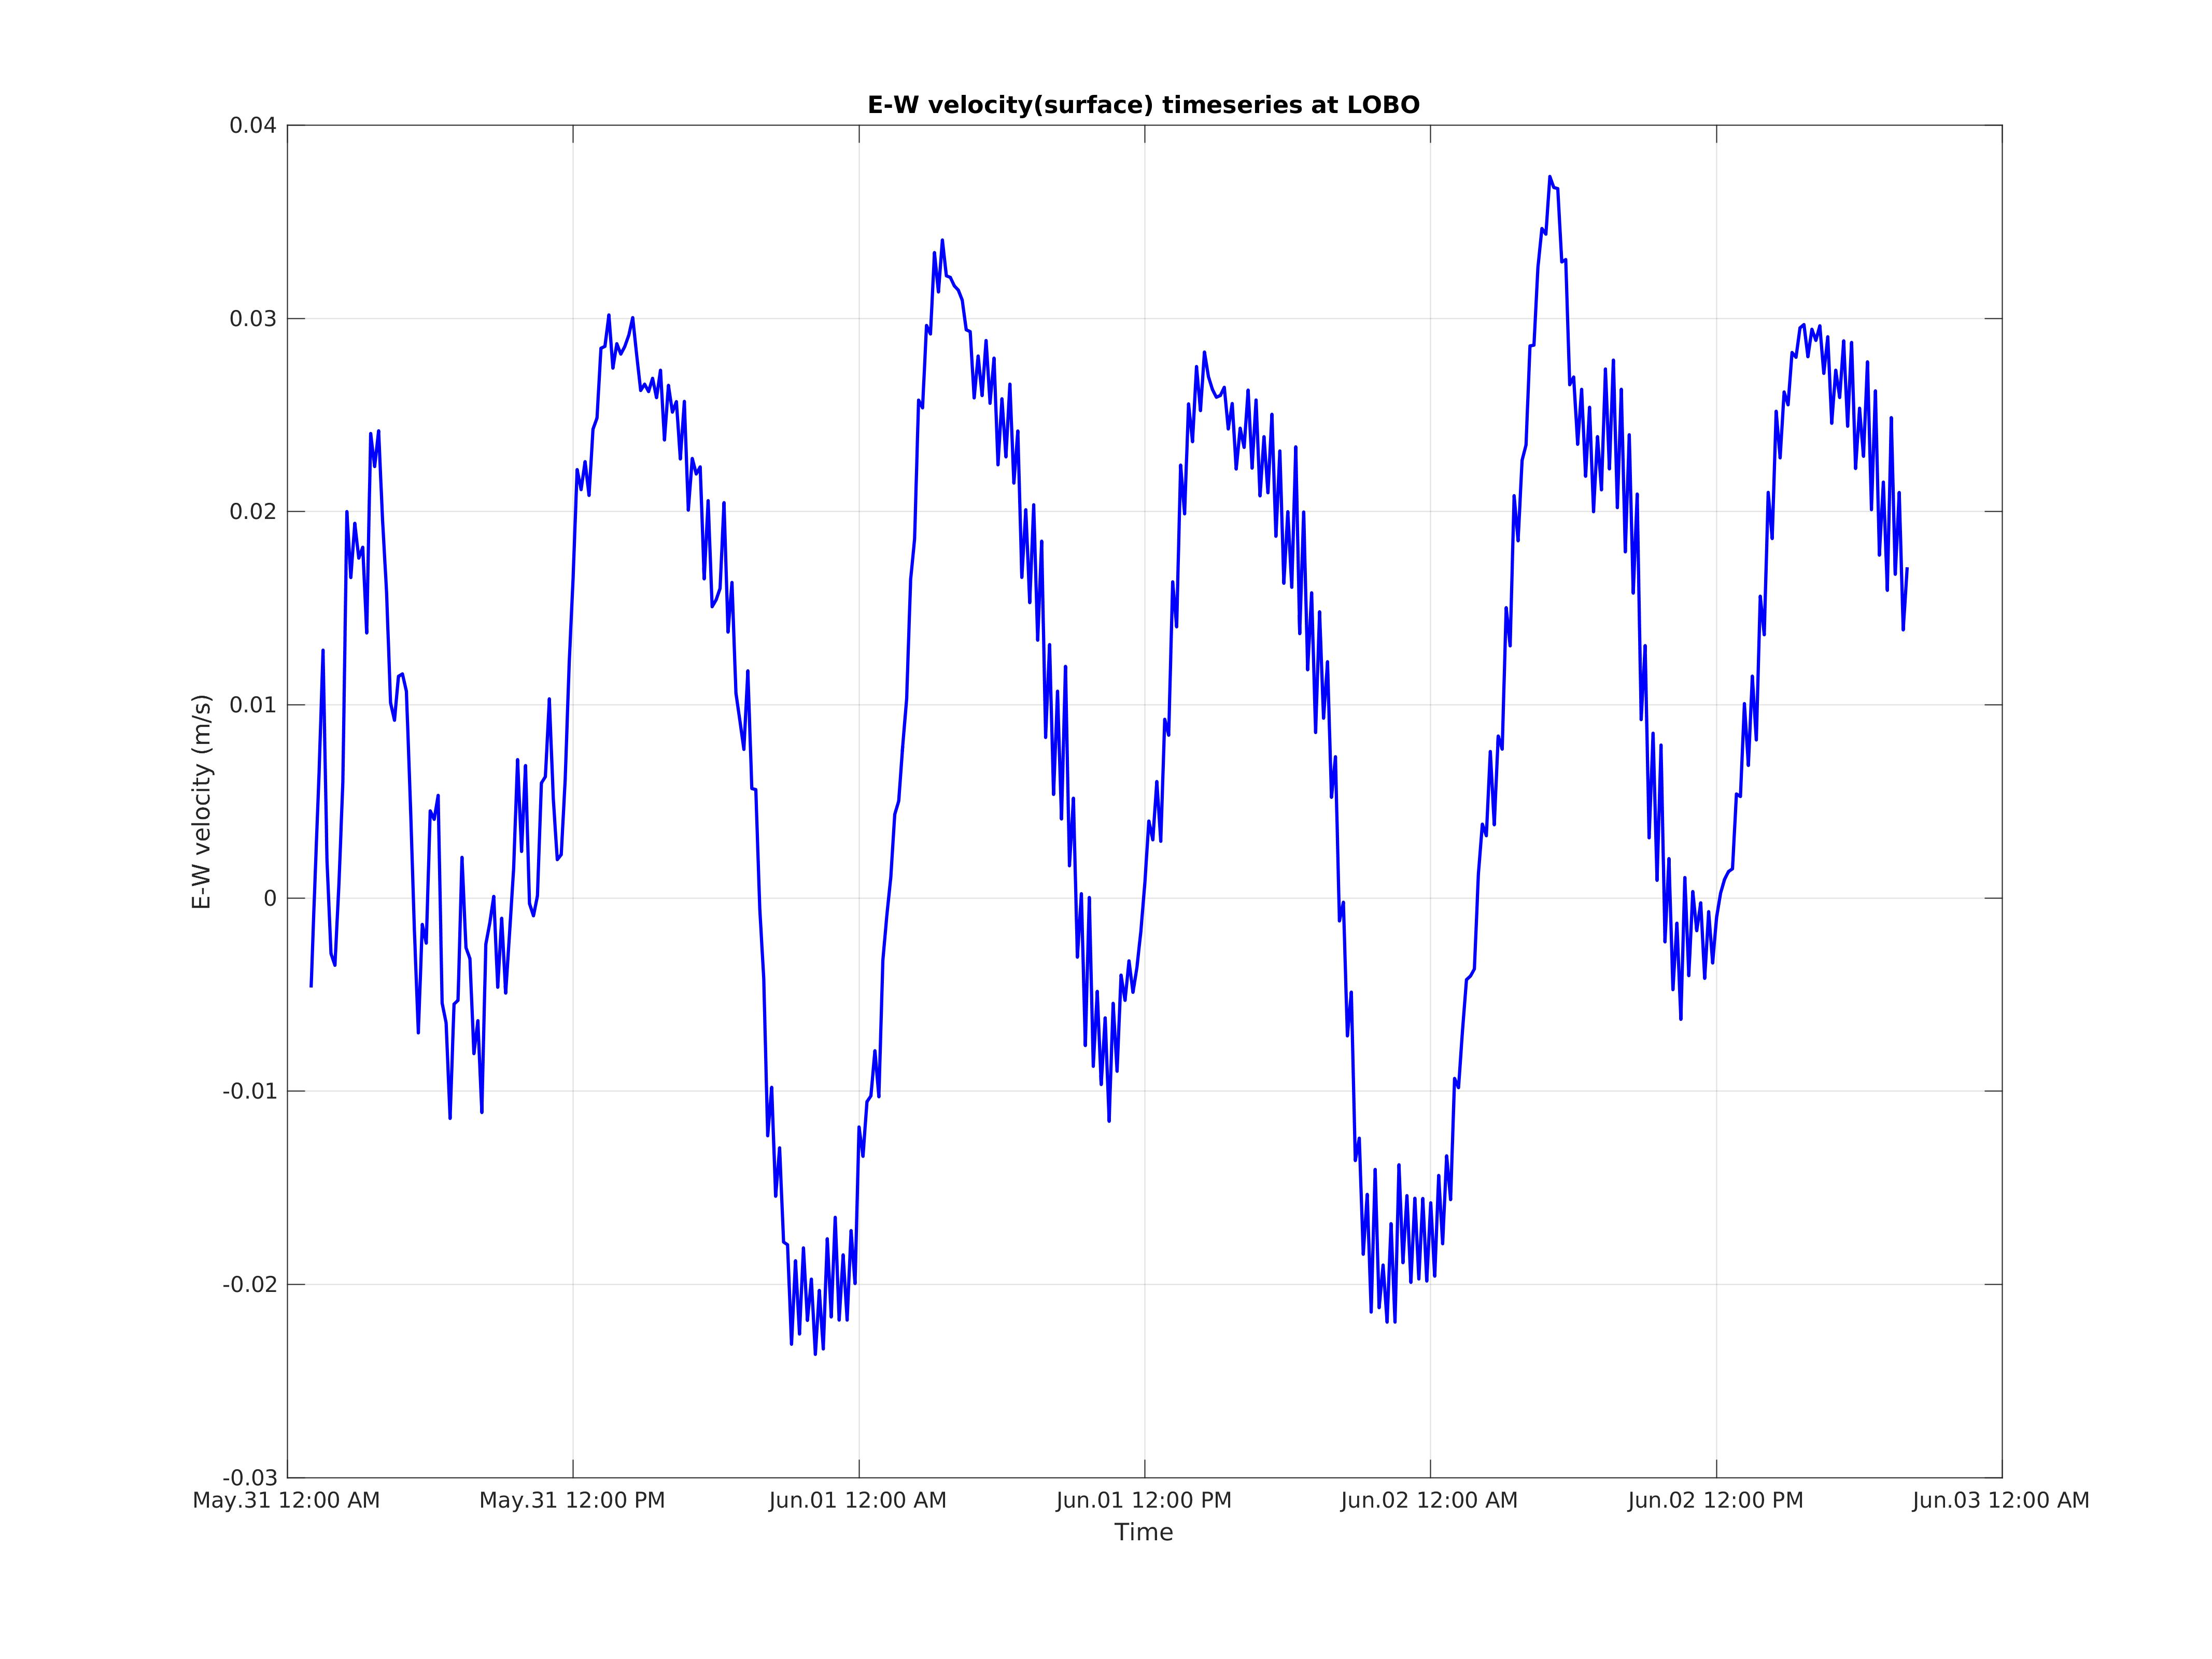 E-W velocity(surface) timeseries at LOBO
0.04
0.03
0.02
0.01
0
-0.01
-0.02
-0.03
E-W velocity (m/s)
May.31 12:00 AM May.31 12:00 PM Jun.01 12:00 AM Jun.01 12:00 PM Jun.02 12:00 AM Jun.02 12:00 PM Jun.03 12:00 AM
Time